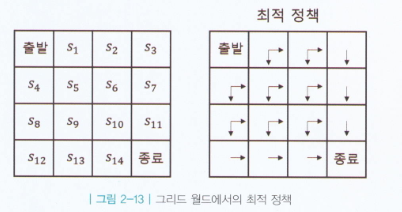 최적 정책
출발 S₁ S₂ S₃
S₄ S₅ S₆ S₇
S₈ S₉ S₁₀ S₁₁
S₁₂ S₁₃ S₁₄ 종료
출발
종료
| 그림 2-13 | 그리드 월드에서의 최적 정책